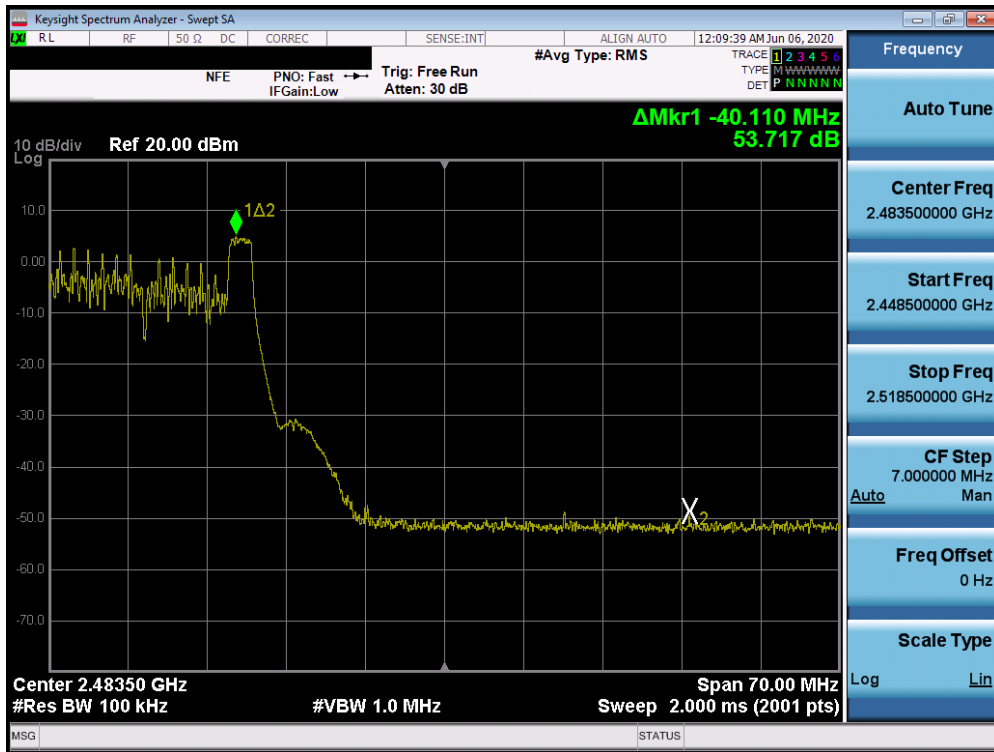 Keysight Spectrum Analyzer - Swept SA
LXI RL RF 50 Ω DC CORREC SENSE:INT ALIGN AUTO 12:09:39 AM Jun 06, 2020
#Avg Type: RMS
TRACE 1 2 3 4 5 6
TYPE M W W W W W
DET P N N N N N
NFE PNO: Fast Trig: Free Run
IFGain:Low Atten: 30 dB
ΔMkr1 -40.110 MHz
53.717 dB
10 dB/div Ref 20.00 dBm
Log
10.0
0.00
-10.0
-20.0
-30.0
-40.0
-50.0
-60.0
-70.0
1Δ2
X2
Center 2.48350 GHz Span 70.00 MHz
#Res BW 100 kHz #VBW 1.0 MHz Sweep 2.000 ms (2001 pts)
MSG STATUS
Frequency
Auto Tune
Center Freq
2.483500000 GHz
Start Freq
2.448500000 GHz
Stop Freq
2.518500000 GHz
CF Step
7.000000 MHz
Auto Man
Freq Offset
0 Hz
Scale Type
Log Lin